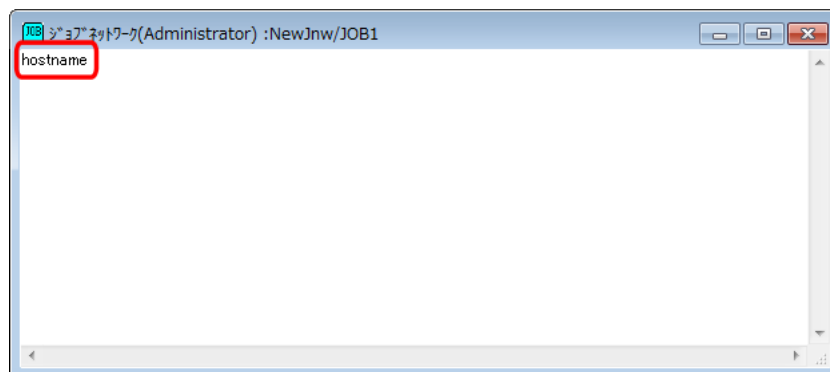 JOB ｼﾞｮﾌﾞﾈｯﾄﾜｰｸ(Administrator) :NewJnw/JOB1
hostname